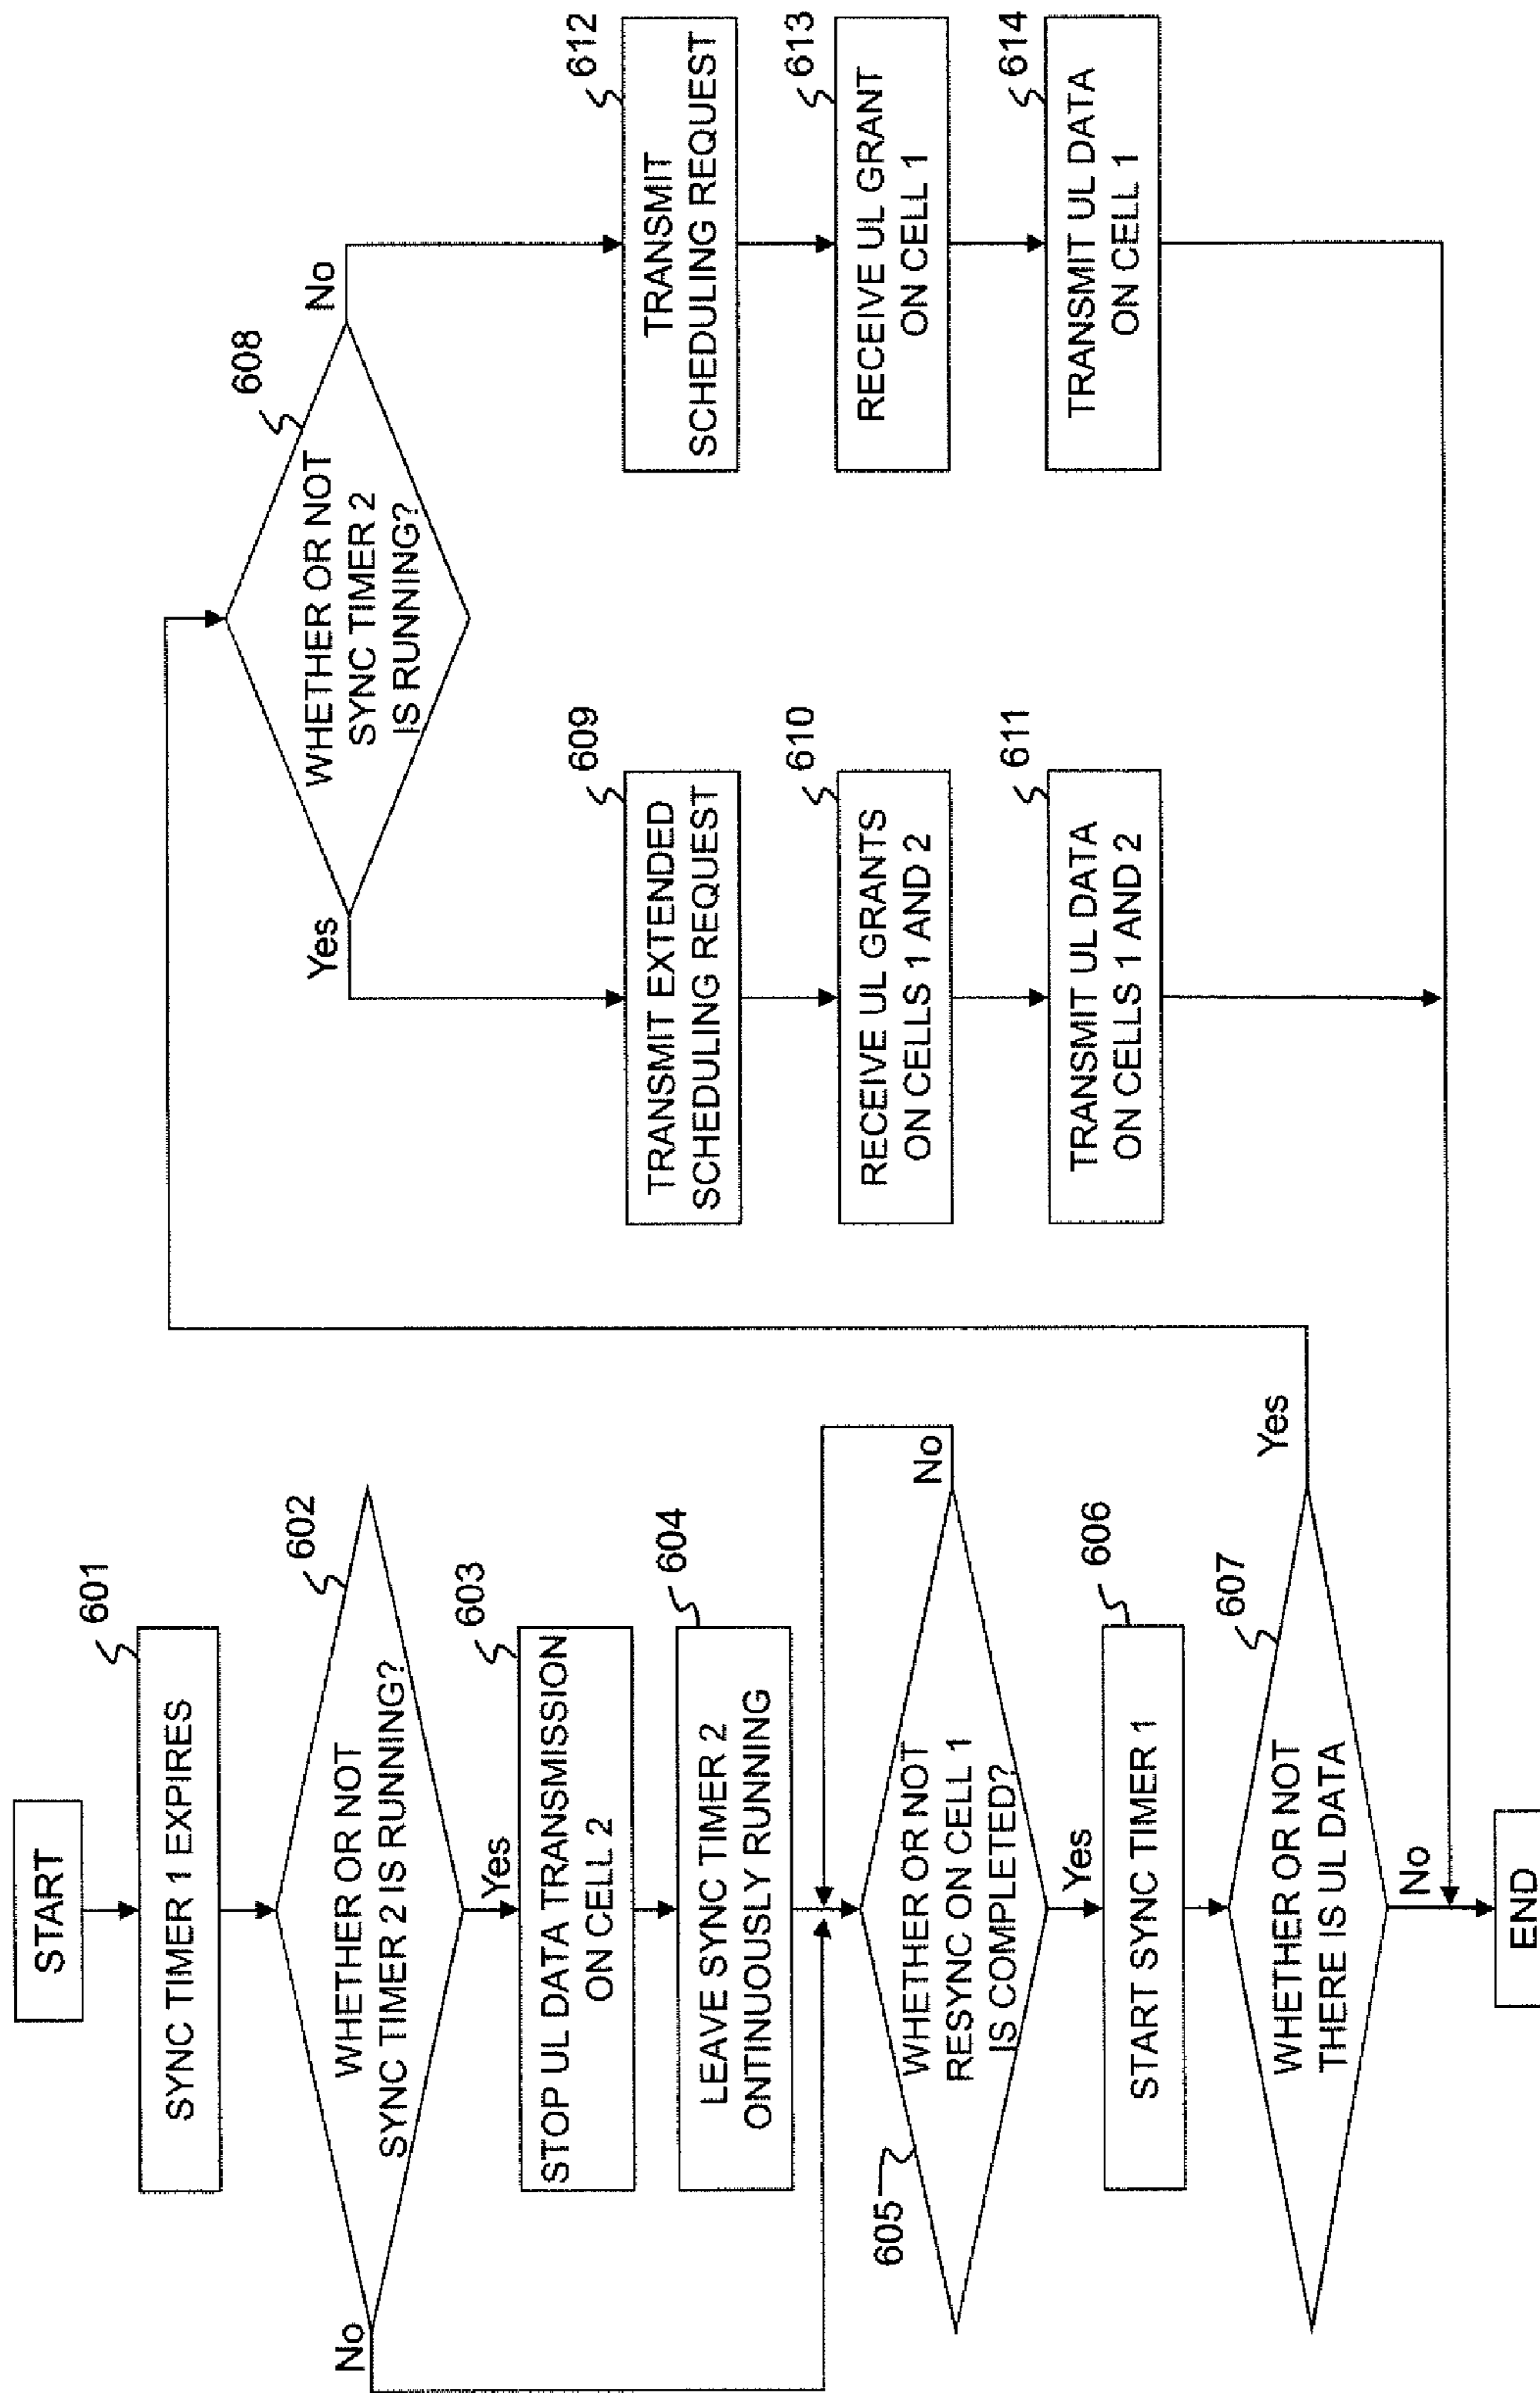 START
601
SYNC TIMER 1 EXPIRES
602
WHETHER OR NOT
SYNC TIMER 2 IS RUNNING?
No
Yes
603
STOP UL DATA TRANSMISSION
ON CELL 2
604
LEAVE SYNC TIMER 2
ONTINUOUSLY RUNNING
605
WHETHER OR NOT
RESYNC ON CELL 1
IS COMPLETED?
No
Yes
606
START SYNC TIMER 1
607
WHETHER OR NOT
THERE IS UL DATA
Yes
No
END
608
WHETHER OR NOT
SYNC TIMER 2
IS RUNNING?
Yes
No
609
TRANSMIT EXTENDED
SCHEDULING REQUEST
610
RECEIVE UL GRANTS
ON CELLS 1 AND 2
611
TRANSMIT UL DATA
ON CELLS 1 AND 2
612
TRANSMIT
SCHEDULING REQUEST
613
RECEIVE UL GRANT
ON CELL 1
614
TRANSMIT UL DATA
ON CELL 1